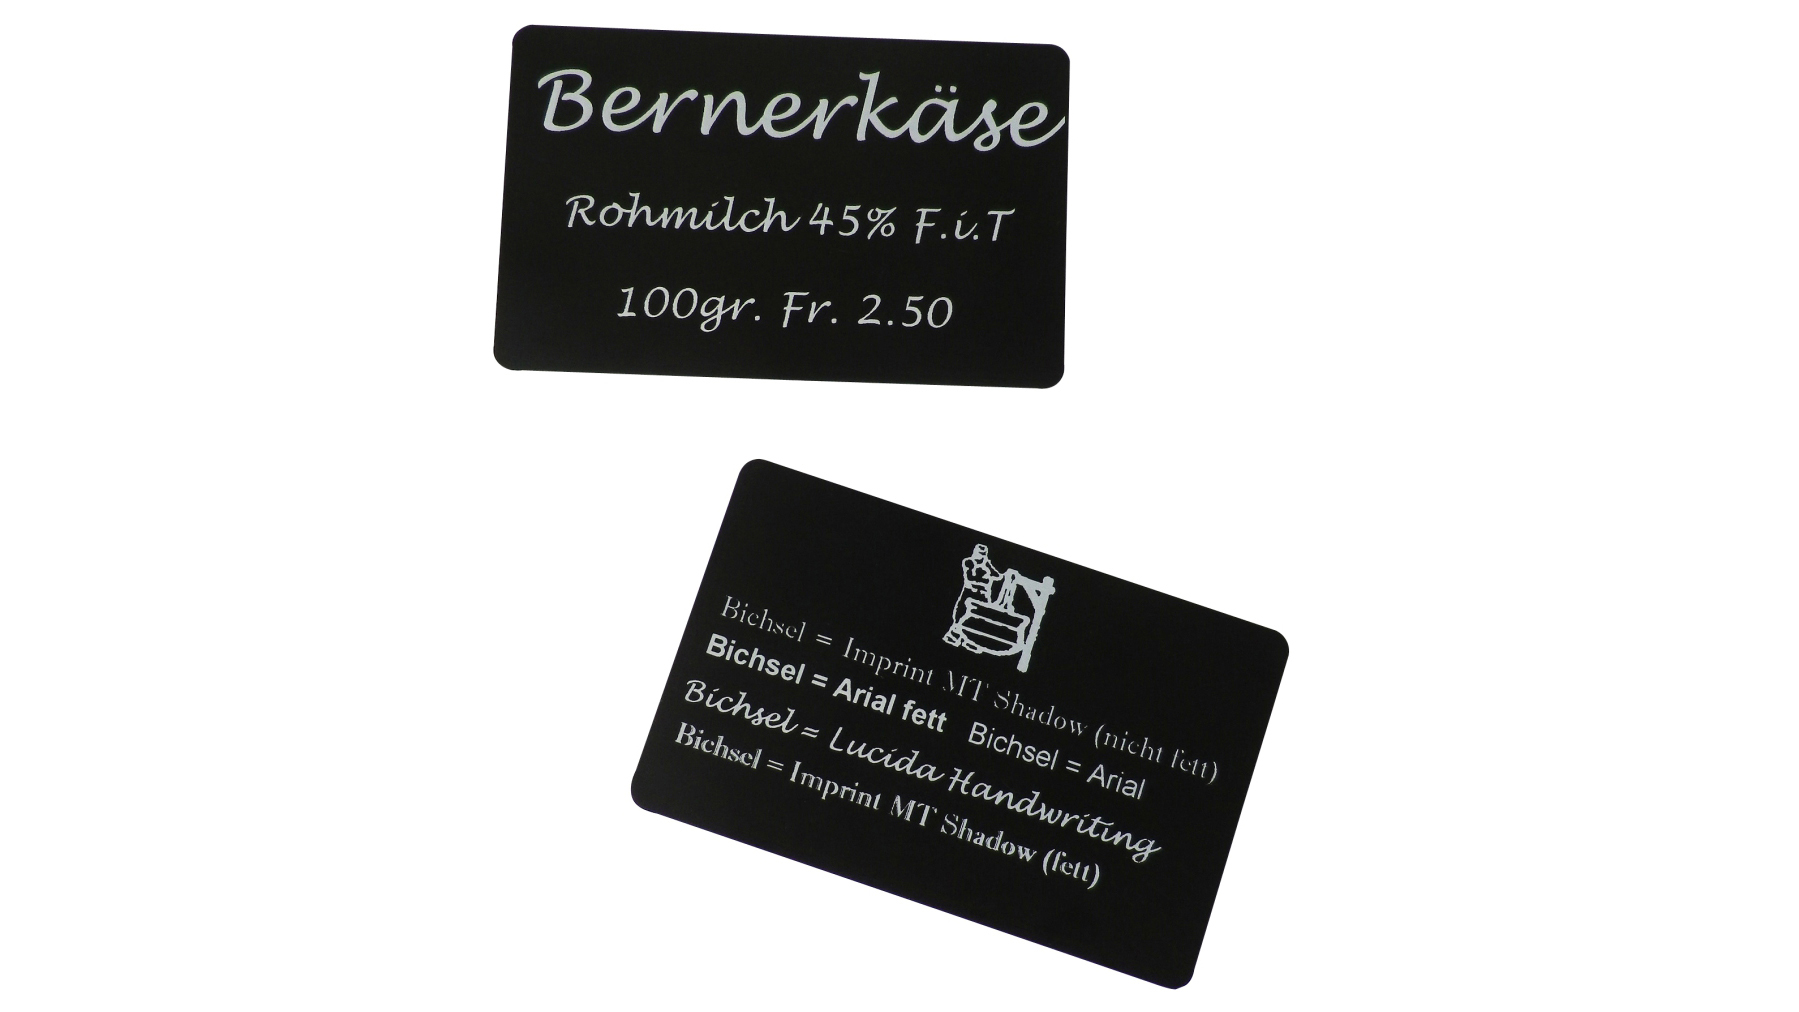 Bernerkäse
Rohmilch 45% F.i.T
100gr. Fr. 2.50
Bichsel = Imprint MT Shadow (nicht fett)
Bichsel = Arial fett Bichsel = Arial
Bichsel = Lucida Handwriting
Bichsel = Imprint MT Shadow (fett)